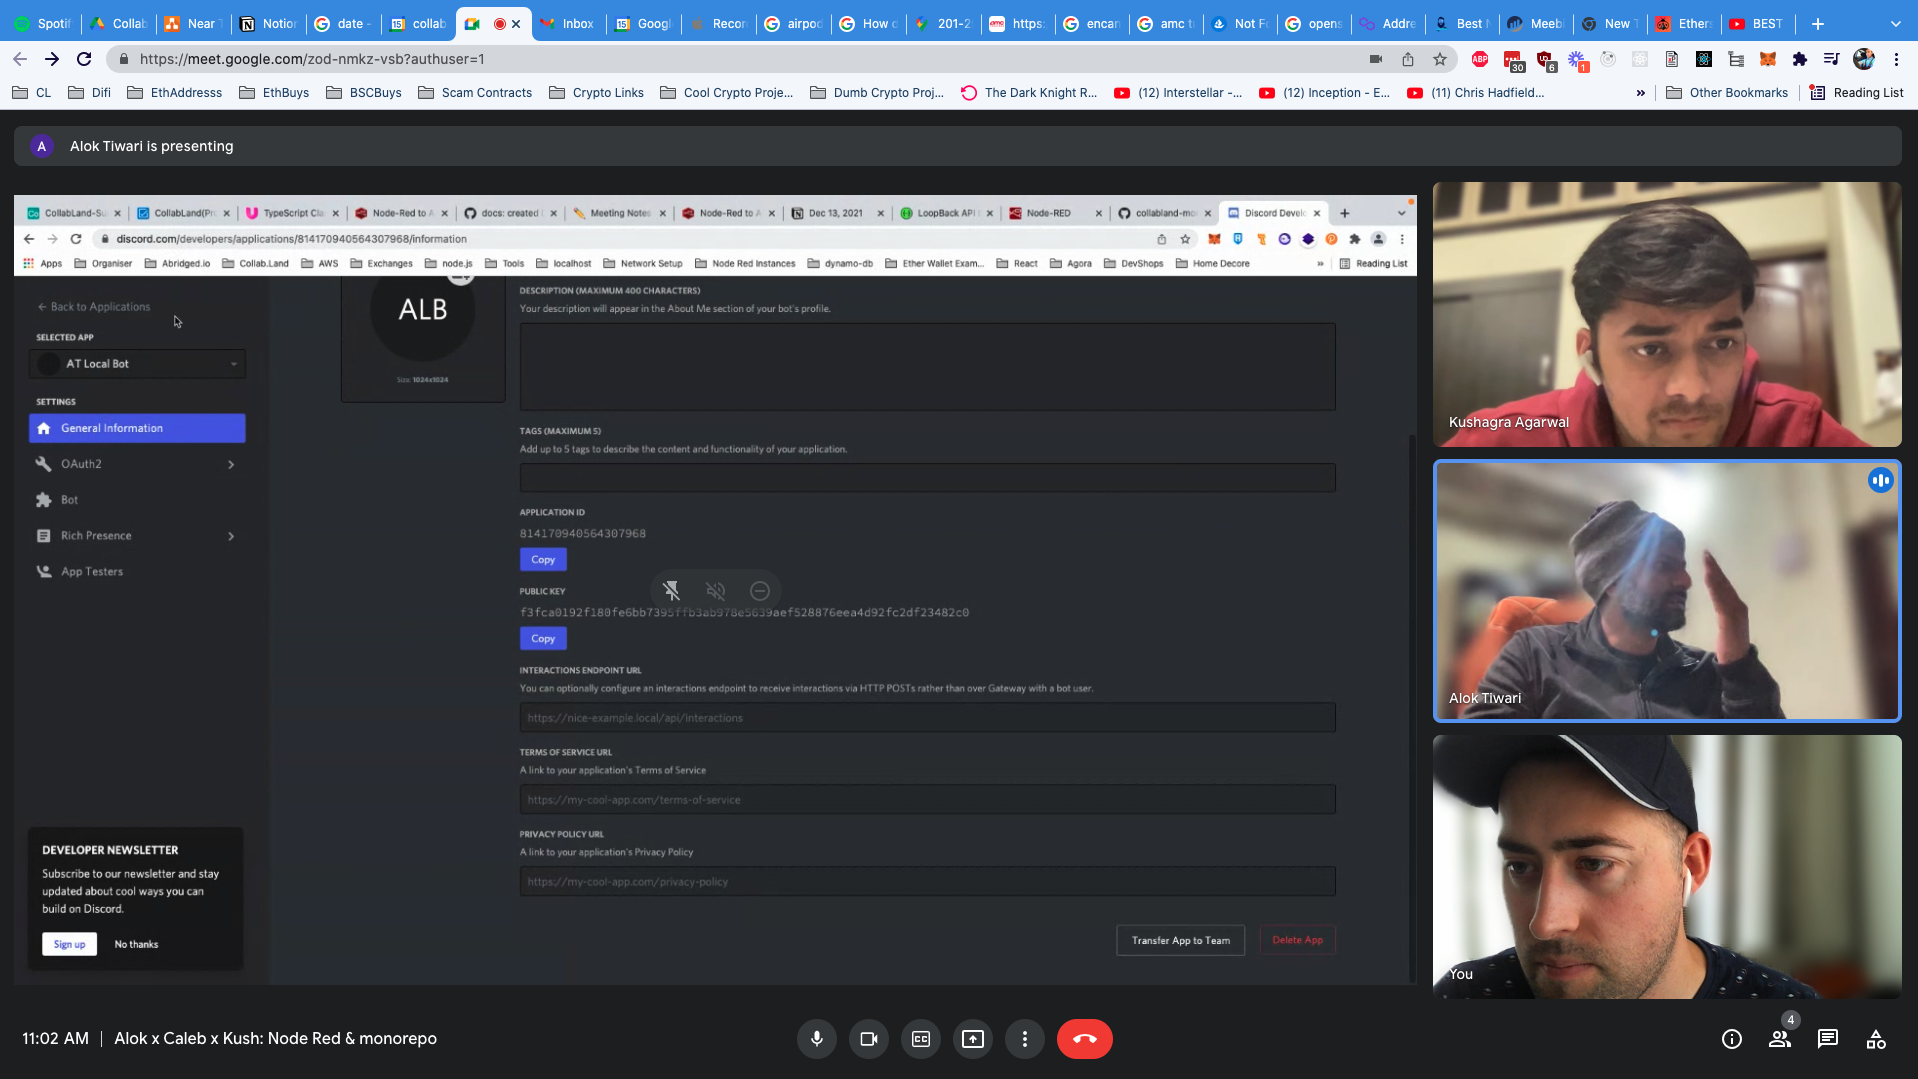 Spotif
Collab
Near T
Notion
date -
collab
Inbox
Googl
Recon
airpod
How d
201-2
https:
encan
amc t
Not Fo
opens
Addre
Best N
Meebi
New T
Ethers
BEST
https://meet.google.com/zod-nmkz-vsb?authuser=1
30
6
1
CL
Difi
EthAddresss
EthBuys
BSCBuys
Scam Contracts
Crypto Links
Cool Crypto Proje...
Dumb Crypto Proj...
The Dark Knight R...
(12) Interstellar -...
(12) Inception - E...
(11) Chris Hadfield...
»
Other Bookmarks
Reading List
A
Alok Tiwari is presenting
CollabLand-Su
CollabLand(Pr
TypeScript Cla
Node-Red to A
docs: created
Meeting Notes
Node-Red to A
Dec 13, 2021
LoopBack API
Node-RED
collabland-mo
Discord Develo
discord.com/developers/applications/814170940564307968/information
Apps
Organiser
Abridged.io
Collab.Land
AWS
Exchanges
node.js
Tools
localhost
Network Setup
Node Red Instances
dynamo-db
Ether Wallet Exam...
React
Agora
DevShops
Home Decore
»
Reading List
← Back to Applications
SELECTED APP
AT Local Bot
SETTINGS
General Information
OAuth2
Bot
Rich Presence
App Testers
ALB
Size: 1024x1024
DESCRIPTION (MAXIMUM 400 CHARACTERS)
Your description will appear in the About Me section of your bot's profile.
TAGS (MAXIMUM 5)
Add up to 5 tags to describe the content and functionality of your application.
APPLICATION ID
814170940564307968
Copy
PUBLIC KEY
f3fca0192f180fe6bb7395ffb3ab978e5639aef528876eea4d92fc2df23482c0
Copy
INTERACTIONS ENDPOINT URL
You can optionally configure an interactions endpoint to receive interactions via HTTP POSTs rather than over Gateway with a bot user.
https://nice-example.local/api/interactions
TERMS OF SERVICE URL
A link to your application's Terms of Service
https://my-cool-app.com/terms-of-service
PRIVACY POLICY URL
A link to your application's Privacy Policy
https://my-cool-app.com/privacy-policy
Transfer App to Team
Delete App
DEVELOPER NEWSLETTER
Subscribe to our newsletter and stay
updated about cool ways you can
build on Discord.
Sign up
No thanks
Kushagra Agarwal
Alok Tiwari
You
11:02 AM | Alok x Caleb x Kush: Node Red & monorepo
4